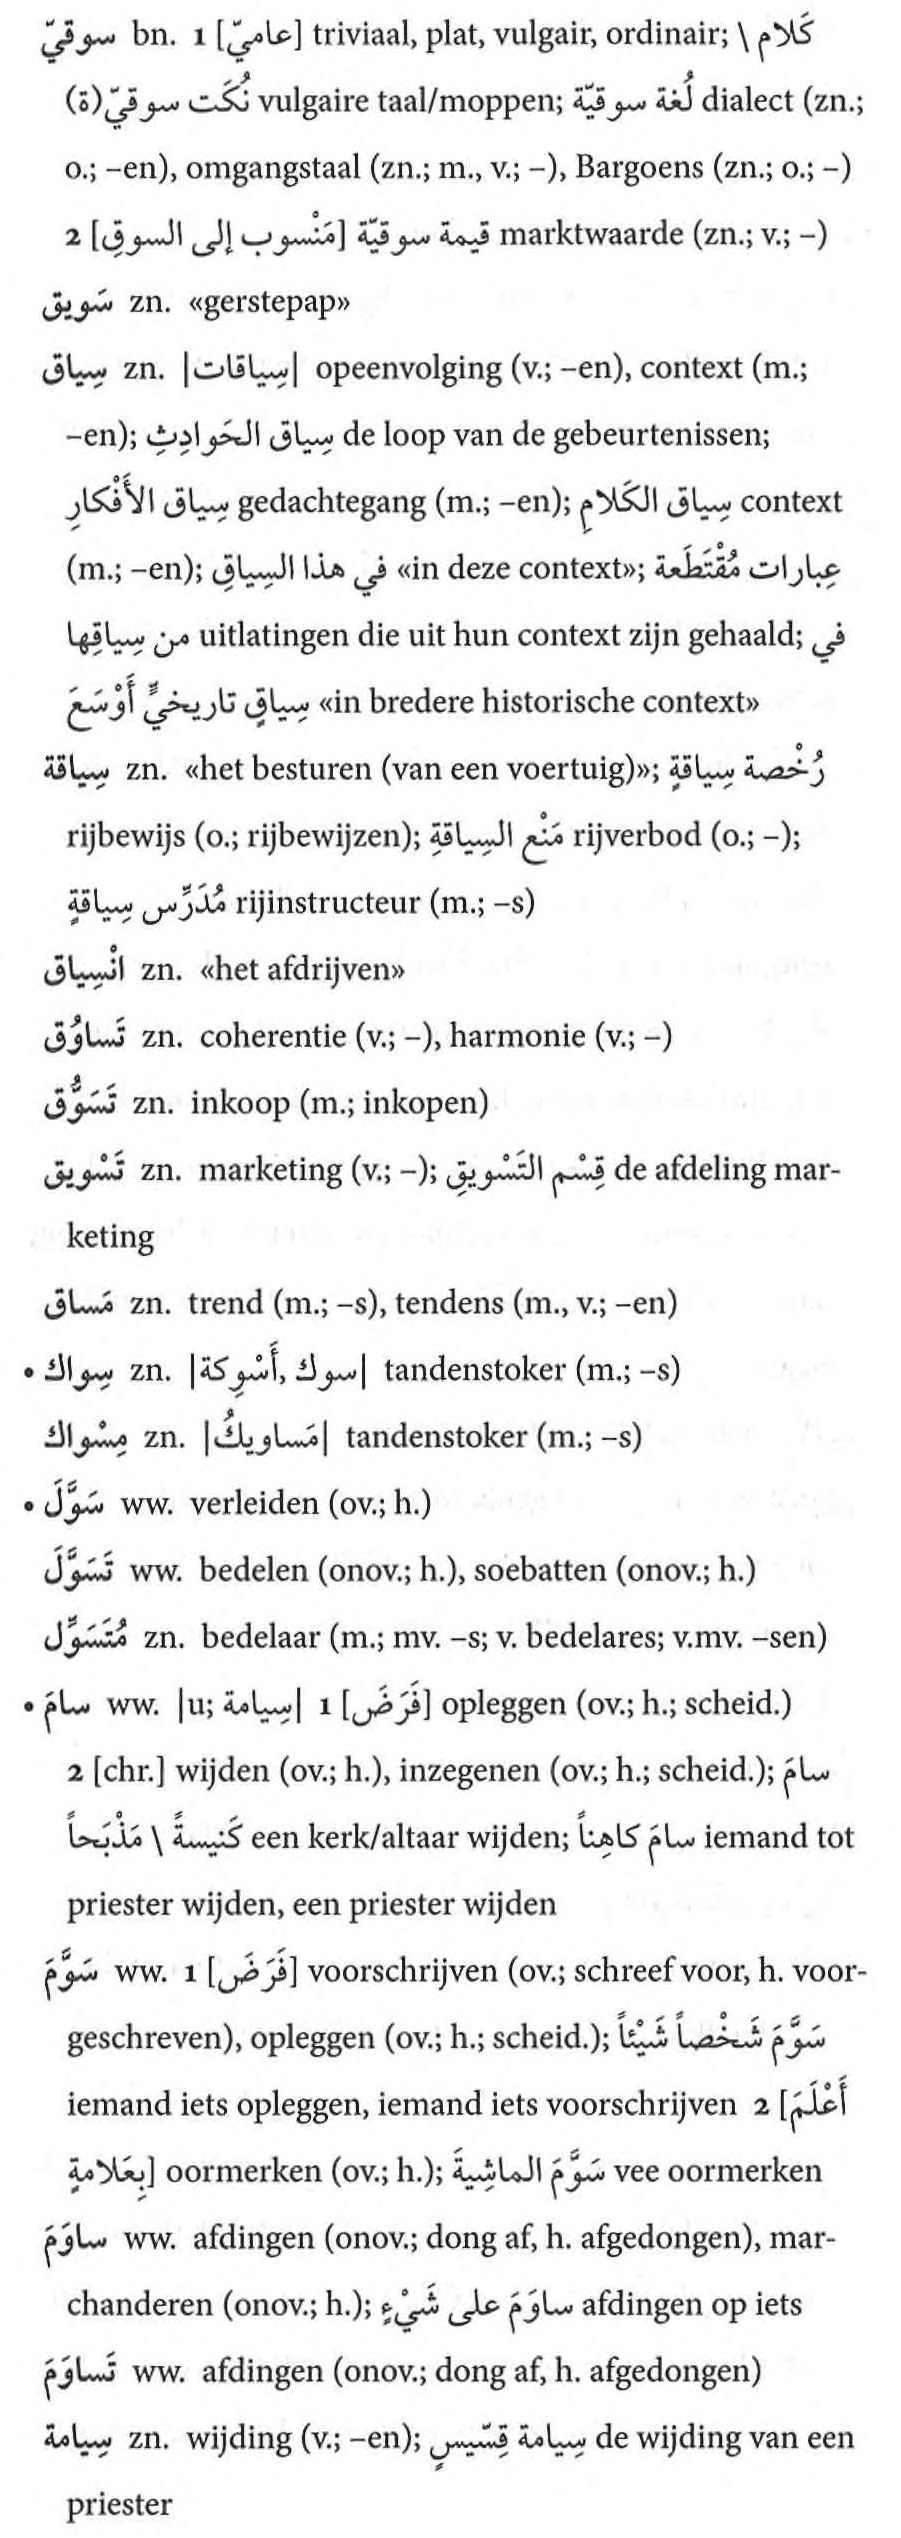 سوقيّ bn. 1 [عاميّ] triviaal, plat, vulgair, ordinair; كَلام \
نُكَت سوقيّ(ة) vulgaire taal/moppen; لُغة سوقيّة dialect (zn.;
o.; –en), omgangstaal (zn.; m., v.; –), Bargoens (zn.; o.; –)
2 [مَنْسوب إلى السوقِ] قيمة سوقيّة marktwaarde (zn.; v.; –)
سَويق zn. «gerstepap»
سِياق zn. |سِياقات| opeenvolging (v.; –en), context (m.;
–en); سِياق الحَوادِثِ de loop van de gebeurtenissen;
سِياق الأَفْكارِ gedachtegang (m.; –en); سِياق الكَلامِ context
(m.; –en); في هذا السِياقِ «in deze context»; عِبارات مُقْتَطَعة
من سِياقِها uitlatingen die uit hun context zijn gehaald; في
سِياقٍ تاريخيٍّ أَوْسَعَ «in bredere historische context»
سِياقة zn. «het besturen (van een voertuig)»; رُخْصة سِياقةٍ
rijbewijs (o.; rijbewijzen); مَنْع السِياقةِ rijverbod (o.; –);
مُدَرِّس سِياقةٍ rijinstructeur (m.; –s)
انْسِياق zn. «het afdrijven»
تَساوُق zn. coherentie (v.; –), harmonie (v.; –)
تَسَوُّق zn. inkoop (m.; inkopen)
تَسْويق zn. marketing (v.; –); قِسْم التَسْويقِ de afdeling mar-
keting
مَساق zn. trend (m.; –s), tendens (m., v.; –en)
• سِواك zn. |سوك ,أَسْوِكة| tandenstoker (m.; –s)
مِسْواك zn. |مَساويكُ| tandenstoker (m.; –s)
• سَوَّلَ ww. verleiden (ov.; h.)
تَسَوَّلَ ww. bedelen (onov.; h.), soebatten (onov.; h.)
مُتَسَوِّل zn. bedelaar (m.; mv. –s; v. bedelares; v.mv. –sen)
• سامَ ww. |u; سِيامة| 1 [فَرَضَ] opleggen (ov.; h.; scheid.)
2 [chr.] wijden (ov.; h.), inzegenen (ov.; h.; scheid.); سامَ
كَنيسةً \ مَذْبَحاً een kerk/altaar wijden; سامَ كاهِناً iemand tot
priester wijden, een priester wijden
سَوَّمَ ww. 1 [فَرَضَ] voorschrijven (ov.; schreef voor, h. voor-
geschreven), opleggen (ov.; h.; scheid.); سَوَّمَ شَخْصاً شَيْئاً
iemand iets opleggen, iemand iets voorschrijven 2 [أَعْلَمَ
بِعَلامةٍ] oormerken (ov.; h.); سَوَّمَ الماشِيةَ vee oormerken
ساوَمَ ww. afdingen (onov.; dong af, h. afgedongen), mar-
chanderen (onov.; h.); ساوَمَ على شَيْءٍ afdingen op iets
تَساوَمَ ww. afdingen (onov.; dong af, h. afgedongen)
سِيامة zn. wijding (v.; –en); سِيامة قِسّيسٍ de wijding van een
priester